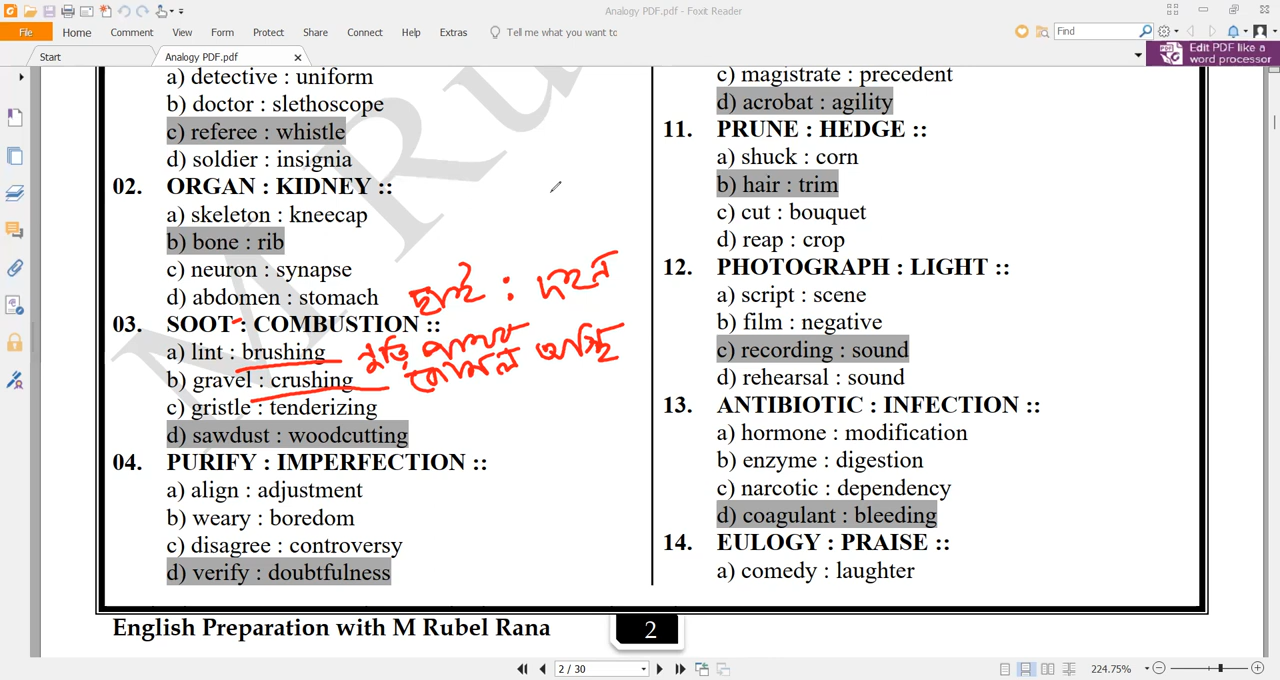 Analogy PDF.pdf - Foxit Reader
File Home Comment View Form Protect Share Connect Help Extras Tell me what you want to Find
Start Analogy PDF.pdf
Edit PDF like a
word processor
a) detective : uniform
b) doctor : slethoscope
c) referee : whistle
d) soldier : insignia
02. ORGAN : KIDNEY ::
a) skeleton : kneecap
b) bone : rib
c) neuron : synapse
d) abdomen : stomach
ছাই : দহন
03. SOOT : COMBUSTION ::
a) lint : brushing
b) gravel : crushing
c) gristle : tenderizing
d) sawdust : woodcutting
04. PURIFY : IMPERFECTION ::
a) align : adjustment
b) weary : boredom
c) disagree : controversy
d) verify : doubtfulness
c) magistrate : precedent
d) acrobat : agility
11. PRUNE : HEDGE ::
a) shuck : corn
b) hair : trim
c) cut : bouquet
d) reap : crop
12. PHOTOGRAPH : LIGHT ::
a) script : scene
b) film : negative
c) recording : sound
d) rehearsal : sound
13. ANTIBIOTIC : INFECTION ::
a) hormone : modification
b) enzyme : digestion
c) narcotic : dependency
d) coagulant : bleeding
14. EULOGY : PRAISE ::
a) comedy : laughter
English Preparation with M Rubel Rana
2
2 / 30
224.75%